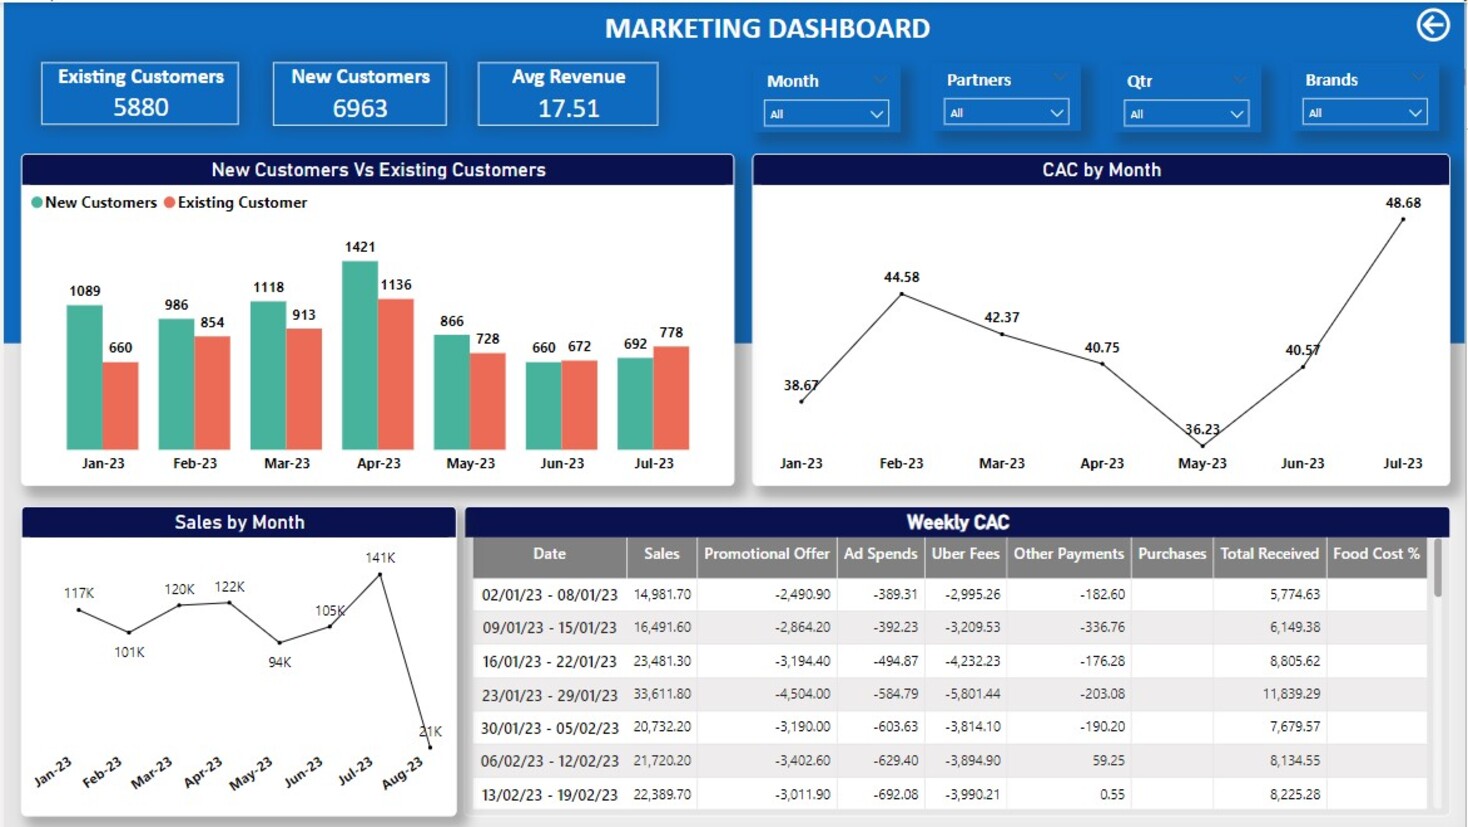 MARKETING DASHBOARD
Existing Customers
5880
New Customers
6963
Avg Revenue
17.51
Month
All
Partners
All
Qtr
All
Brands
All
New Customers Vs Existing Customers
New Customers Existing Customer
1089 660 986 854 1118 913 1421 1136 866 728 660 672 692 778
Jan-23 Feb-23 Mar-23 Apr-23 May-23 Jun-23 Jul-23
CAC by Month
38.67 44.58 42.37 40.75 36.23 40.57 48.68
Jan-23 Feb-23 Mar-23 Apr-23 May-23 Jun-23 Jul-23
Sales by Month
117K 101K 120K 122K 94K 105K 141K 21K
Jan-23 Feb-23 Mar-23 Apr-23 May-23 Jun-23 Jul-23 Aug-23
Weekly CAC
Date Sales Promotional Offer Ad Spends Uber Fees Other Payments Purchases Total Received Food Cost %
02/01/23 - 08/01/23 14,981.70 -2,490.90 -389.31 -2,995.26 -182.60 5,774.63
09/01/23 - 15/01/23 16,491.60 -2,864.20 -392.23 -3,209.53 -336.76 6,149.38
16/01/23 - 22/01/23 23,481.30 -3,194.40 -494.87 -4,232.23 -176.28 8,805.62
23/01/23 - 29/01/23 33,611.80 -4,504.00 -584.79 -5,801.44 -203.08 11,839.29
30/01/23 - 05/02/23 20,732.20 -3,190.00 -603.63 -3,814.10 -190.20 7,679.57
06/02/23 - 12/02/23 21,720.20 -3,402.60 -629.40 -3,894.90 59.25 8,134.55
13/02/23 - 19/02/23 22,389.70 -3,011.90 -692.08 -3,990.21 0.55 8,225.28